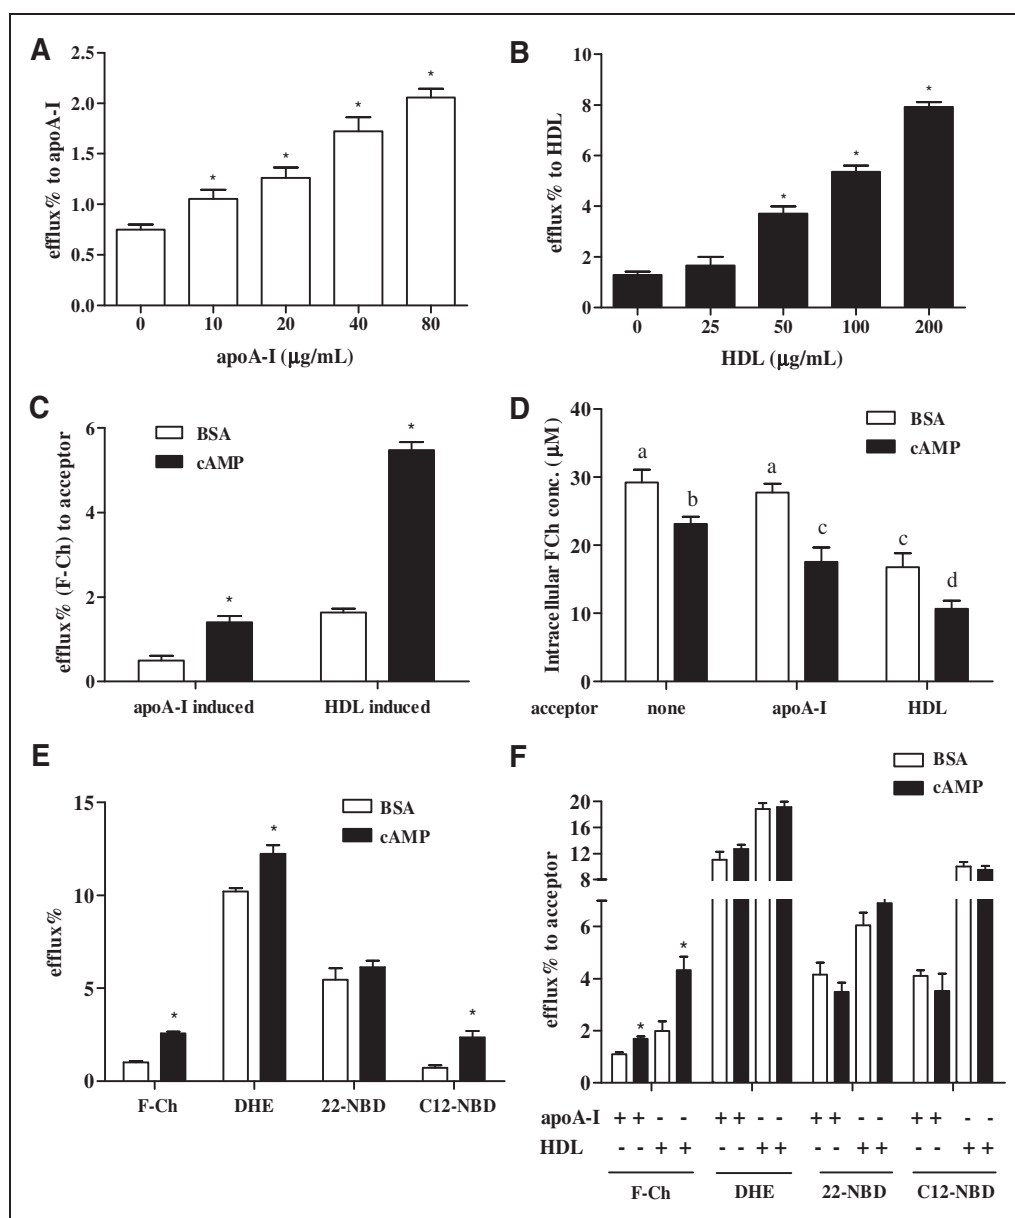 A
efflux% to apoA-I
2.5
2.0
1.5
1.0
0.5
0.0
* * * *
0 10 20 40 80
apoA-I (µg/mL)
B
efflux% to HDL
10
8
6
4
2
0
* * *
0 25 50 100 200
HDL (µg/mL)
C
efflux% (F-Ch) to acceptor
6
4
2
0
BSA
cAMP
* *
apoA-I induced HDL induced
D
Intracellular FCh conc. (µM)
40
30
20
10
0
BSA
cAMP
a b a c c d
acceptor none apoA-I HDL
E
efflux%
15
10
5
0
BSA
cAMP
* * *
F-Ch DHE 22-NBD C12-NBD
F
efflux% to acceptor
20
16
12
8
6
4
2
0
BSA
cAMP
* *
apoA-I + + - - + + - - + + - - + + - -
HDL - - + + - - + + - - + + - - + +
F-Ch DHE 22-NBD C12-NBD